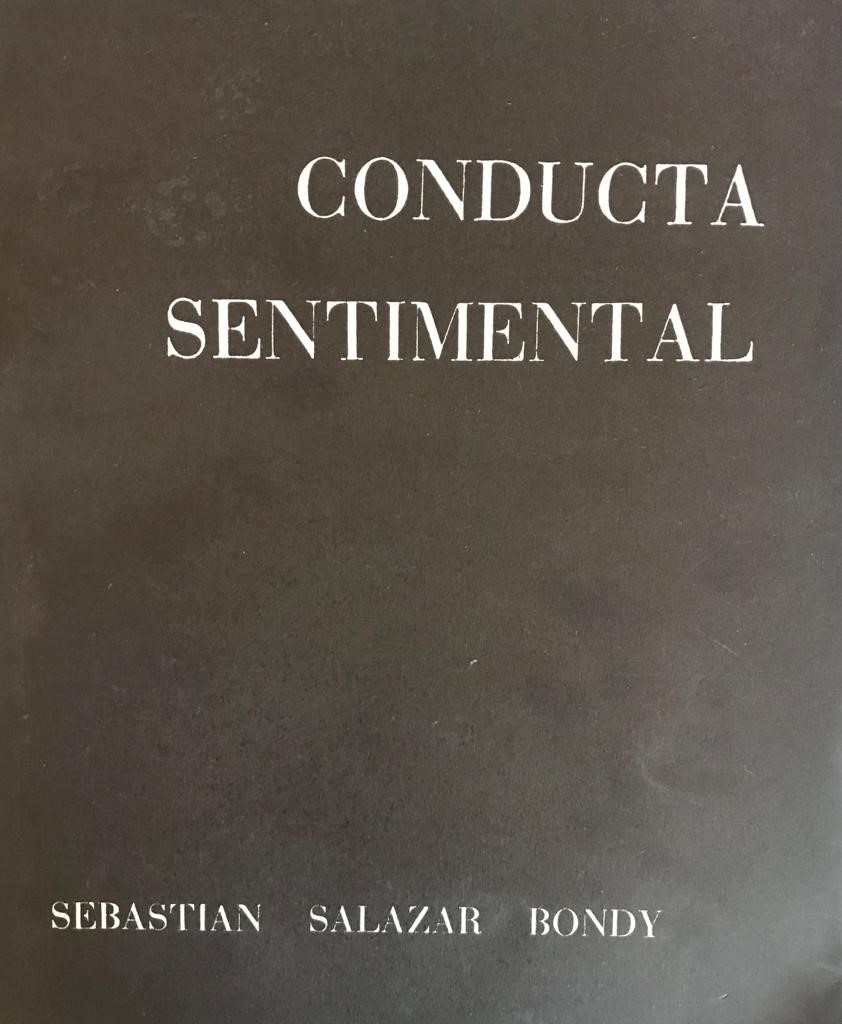 CONDUCTA
SENTIMENTAL
SEBASTIAN SALAZAR BONDY